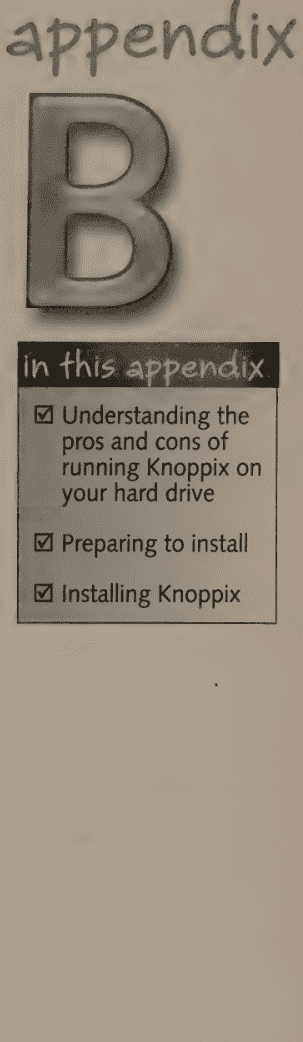 appendix
B
in this appendix
☑ Understanding the
pros and cons of
running Knoppix on
your hard drive
☑ Preparing to install
☑ Installing Knoppix